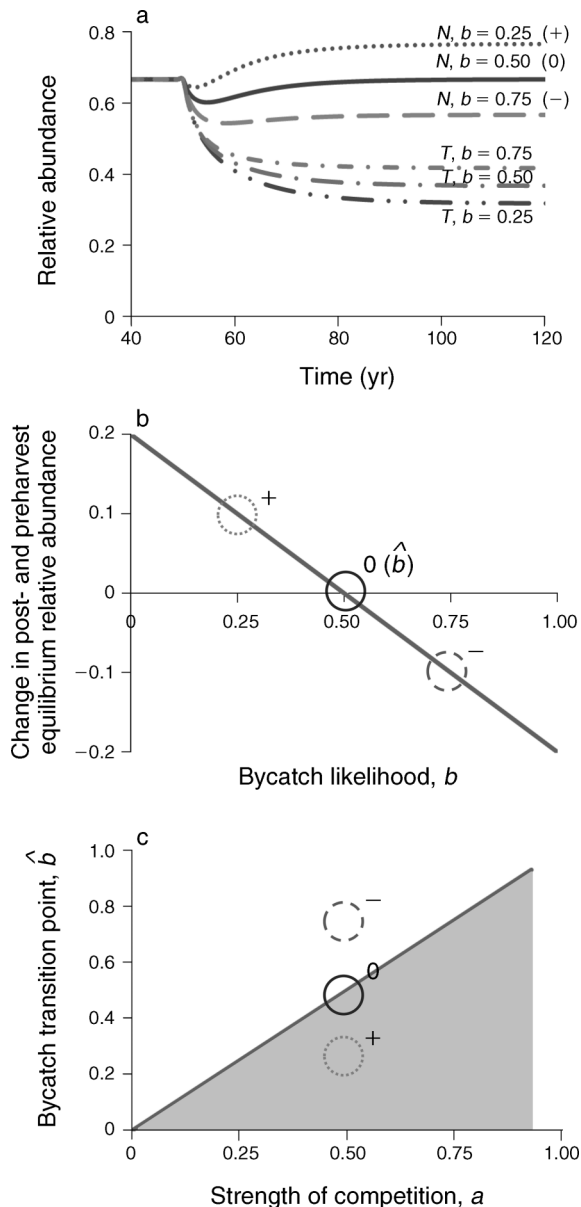 a
0.8
0.6
0.4
0.2
0
Relative abundance
N, b = 0.25 (+)
N, b = 0.50 (0)
N, b = 0.75 (−)
T, b = 0.75
T, b = 0.50
T, b = 0.25
40 60 80 100 120
Time (yr)
b
0.2
0.1
0
−0.1
−0.2
Change in post- and preharvest
equilibrium relative abundance
+
0 (b̂)
−
0 0.25 0.50 0.75 1.00
Bycatch likelihood, b
c
1.0
0.8
0.6
0.4
0.2
0
Bycatch transition point, b̂
−
0
+
0 0.25 0.50 0.75 1.00
Strength of competition, a